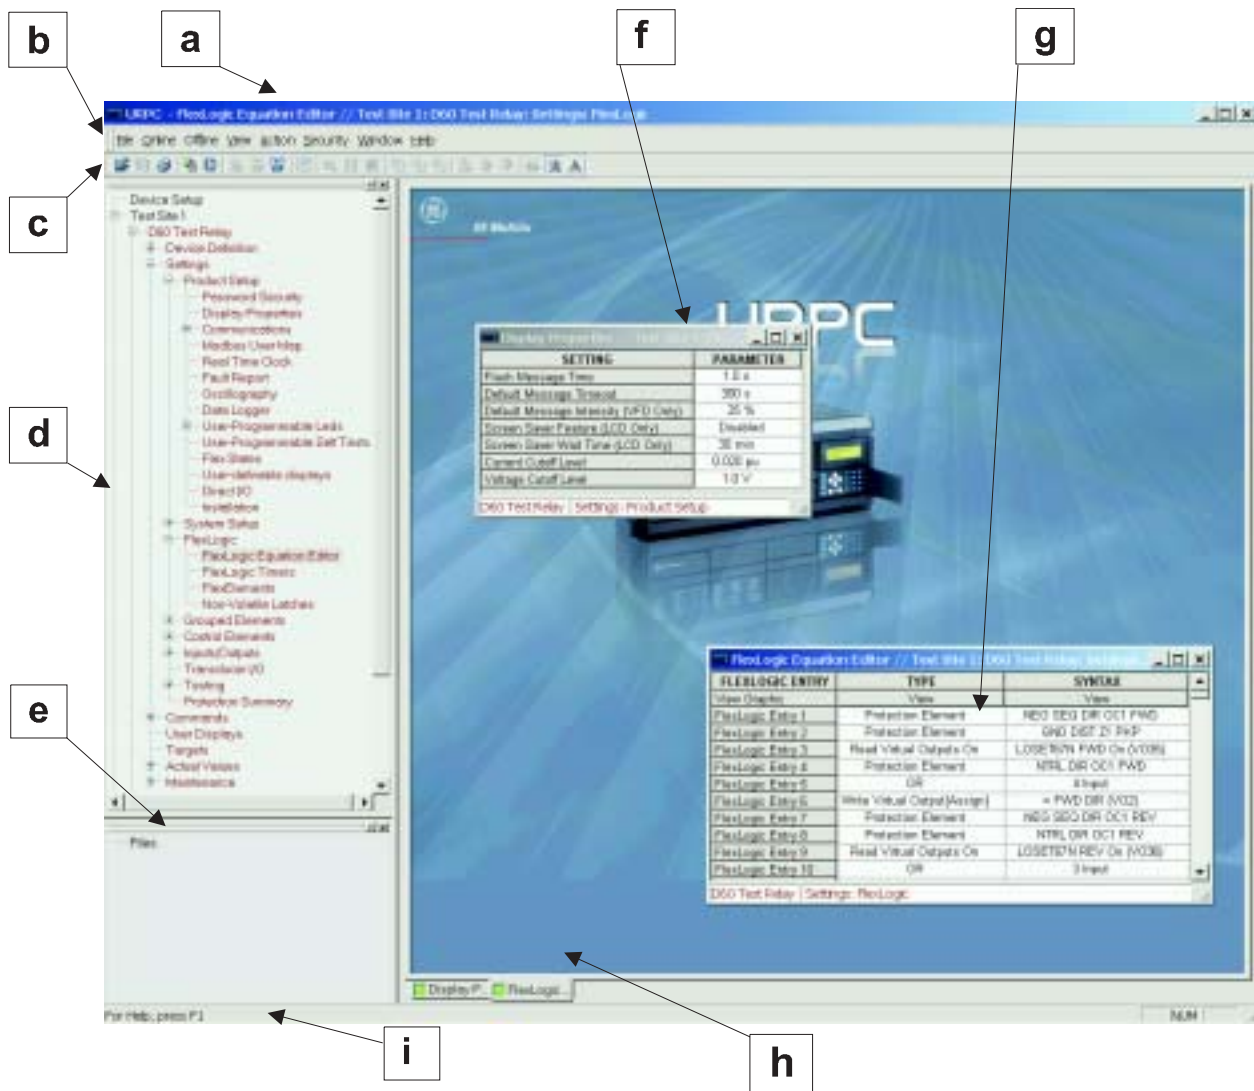 b
a
f
g
URPC - FlexLogic Equation Editor // Test Site 1: D60 Test Relay: Settings: FlexLogic
File Online Offline View Action Security Window Help
c
Device Setup
Test Site 1
D60 Test Relay
Device Definition
Settings
Product Setup
Password Security
Display Properties
Communications
Modbus User Map
Real Time Clock
Fault Report
Oscillography
Data Logger
User-Programmable Leds
User-Programmable Self Tests
Flex States
User-definable displays
Direct I/O
Installation
System Setup
FlexLogic
FlexLogic Equation Editor
FlexLogic Timers
FlexElements
Non-Volatile Latches
Grouped Elements
Control Elements
Inputs/Outputs
Transducer I/O
Testing
Protection Summary
Commands
User Displays
Targets
Actual Values
Maintenance
d
e
Files
GE Multilin
URPC
Display Properties
SETTING PARAMETER
Flash Message Time 1.0 s
Default Message Timeout 300 s
Default Message Intensity (VFD Only) 25 %
Screen Saver Feature (LCD Only) Disabled
Screen Saver Wait Time (LCD Only) 30 min
Current Cutoff Level 0.020 pu
Voltage Cutoff Level 1.0 V
D60 Test Relay Settings: Product Setup
FlexLogic Equation Editor // Test Site 1: D60 Test Relay:
FLEXLOGIC ENTRY TYPE SYNTAX
View Graphic View View
FlexLogic Entry 1 Protection Element NEG SEQ DIR OC1 FWD
FlexLogic Entry 2 Protection Element GND DIST Z1 PKP
FlexLogic Entry 3 Read Virtual Outputs On LOSET67N FWD On (VO35)
FlexLogic Entry 4 Protection Element NTRL DIR OC1 FWD
FlexLogic Entry 5 OR 4 Input
FlexLogic Entry 6 Write Virtual Output(Assign) = FWD DIR (VO2)
FlexLogic Entry 7 Protection Element NEG SEQ DIR OC1 REV
FlexLogic Entry 8 Protection Element NTRL DIR OC1 REV
FlexLogic Entry 9 Read Virtual Outputs On LOSET67N REV On (VO36)
FlexLogic Entry 10 OR 3 Input
D60 Test Relay Settings: FlexLogic
Display P... FlexLogic ...
For Help, press F1
NUM
i
h